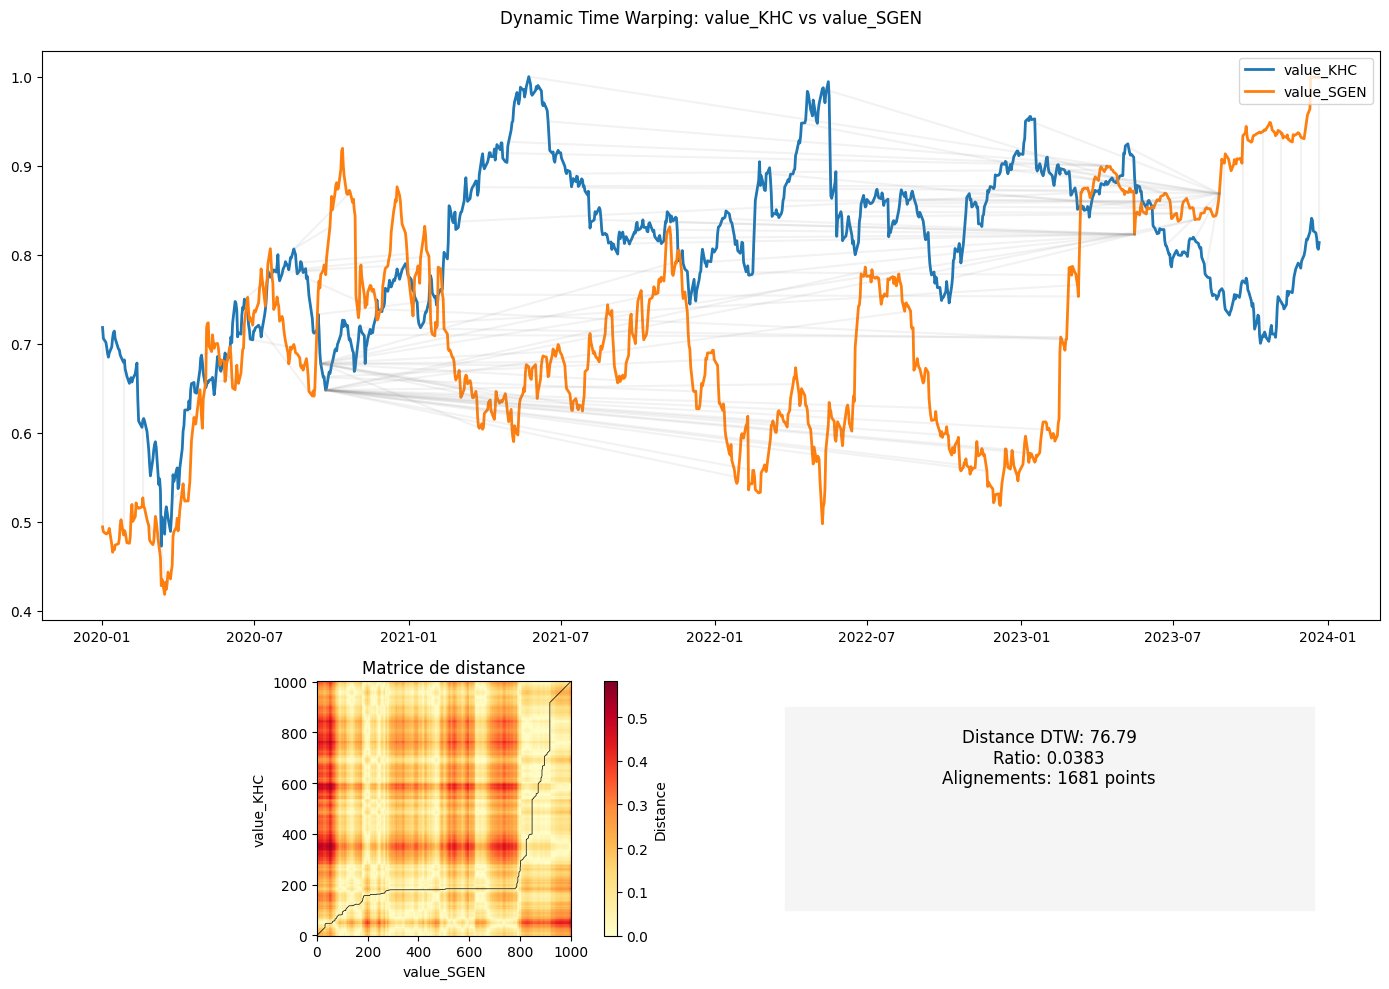 Dynamic Time Warping: value_KHC vs value_SGEN
value_KHC
value_SGEN
1.0
0.9
0.8
0.7
0.6
0.5
0.4
2020-01 2020-07 2021-01 2021-07 2022-01 2022-07 2023-01 2023-07 2024-01
Matrice de distance
1000
800
600
400
200
0
value_KHC
0 200 400 600 800 1000
value_SGEN
0.5
0.4
0.3
0.2
0.1
0.0
Distance
Distance DTW: 76.79
Ratio: 0.0383
Alignements: 1681 points